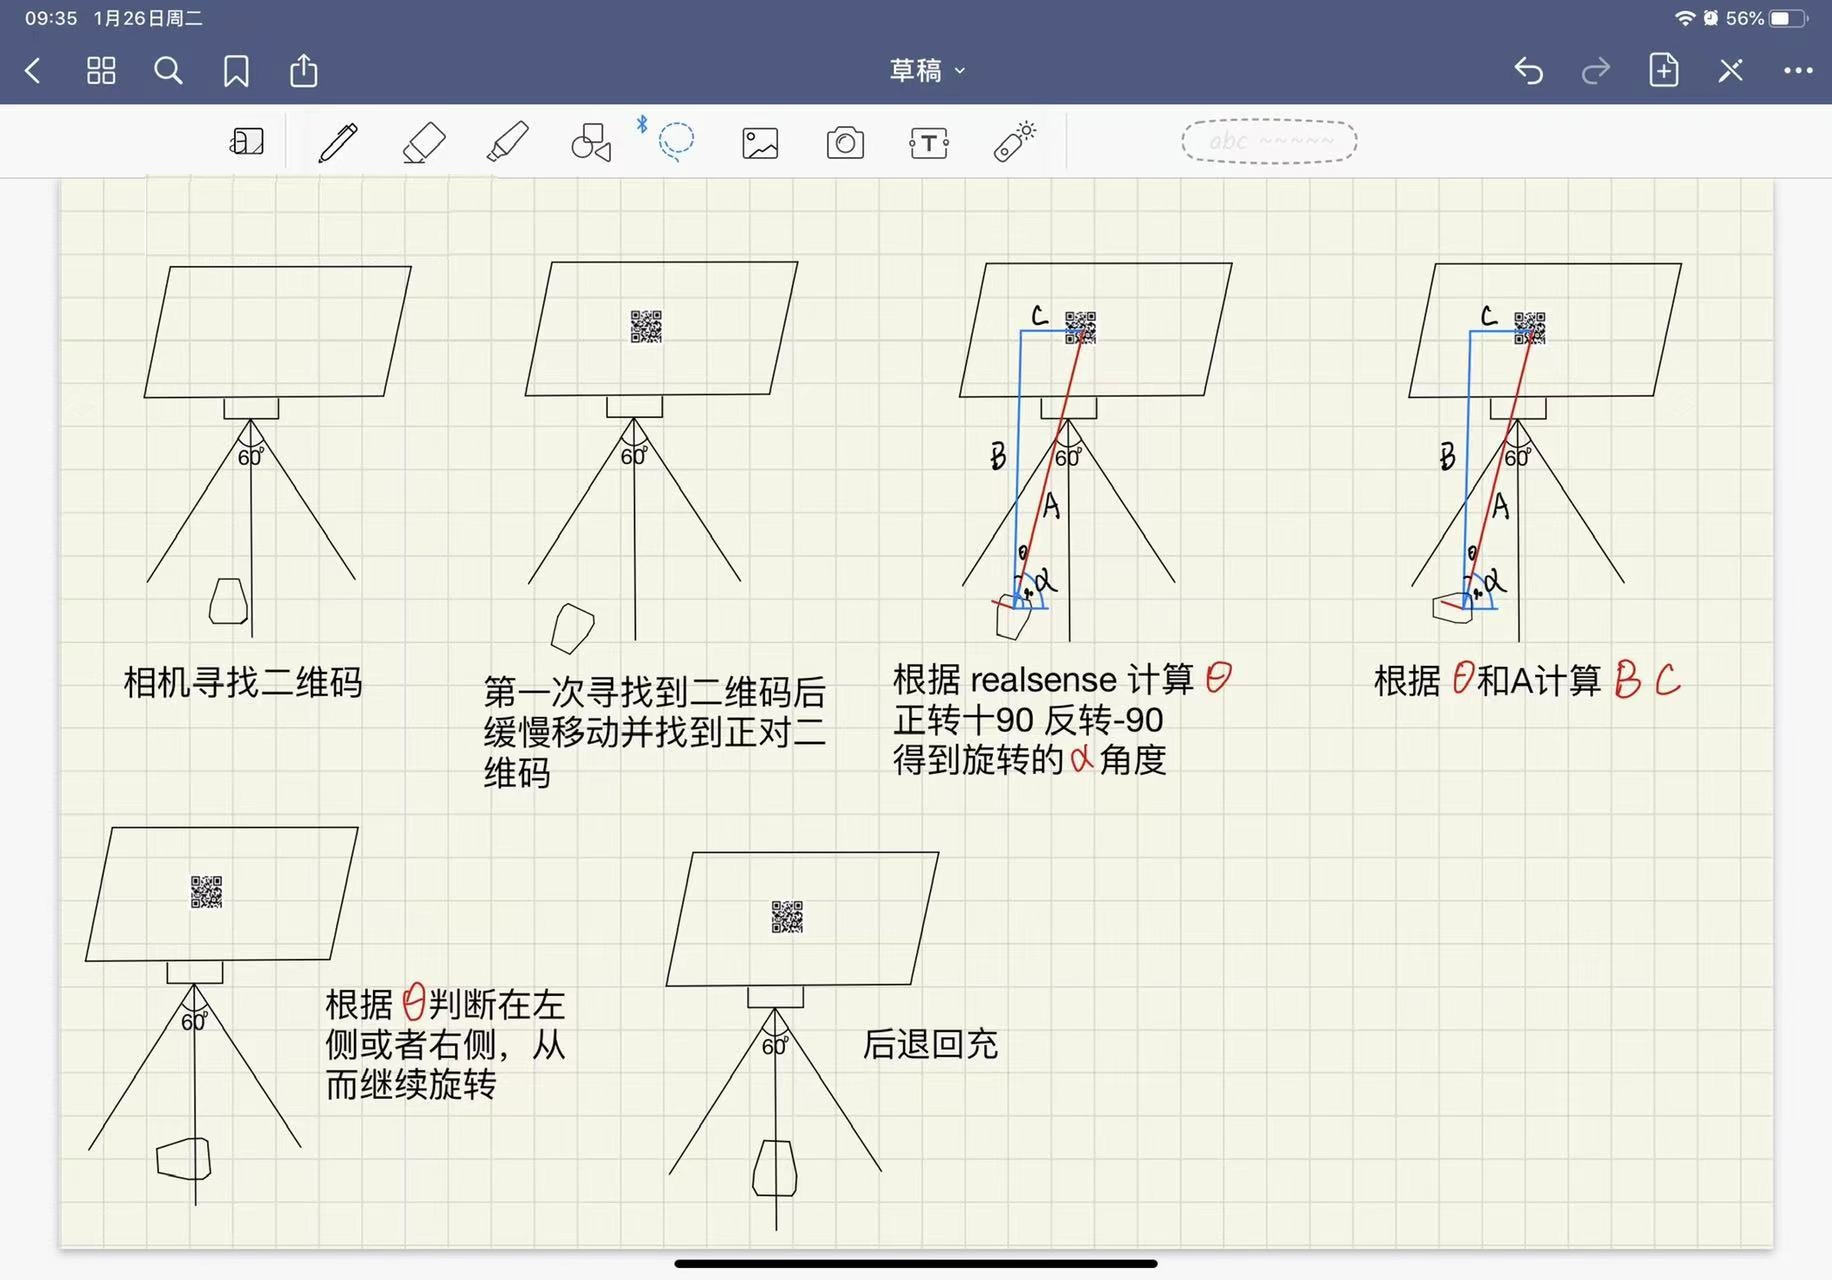 09:35 1月26日周二
56%
草稿
abc
C
C
B
60°
B
60°
60°
60°
A
A
θ
α
θ
α
相机寻找二维码
第一次寻找到二维码后
缓慢移动并找到正对二
维码
根据 realsense 计算 θ
正转十90 反转-90
得到旋转的 α 角度
根据 θ和A计算 B C
60°
根据 θ判断在左
侧或者右侧，从
而继续旋转
60°
后退回充